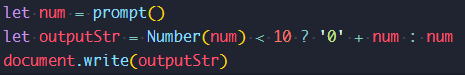 let num = prompt()
let outputStr = Number(num) < 10 ? '0' + num : num
document.write(outputStr)